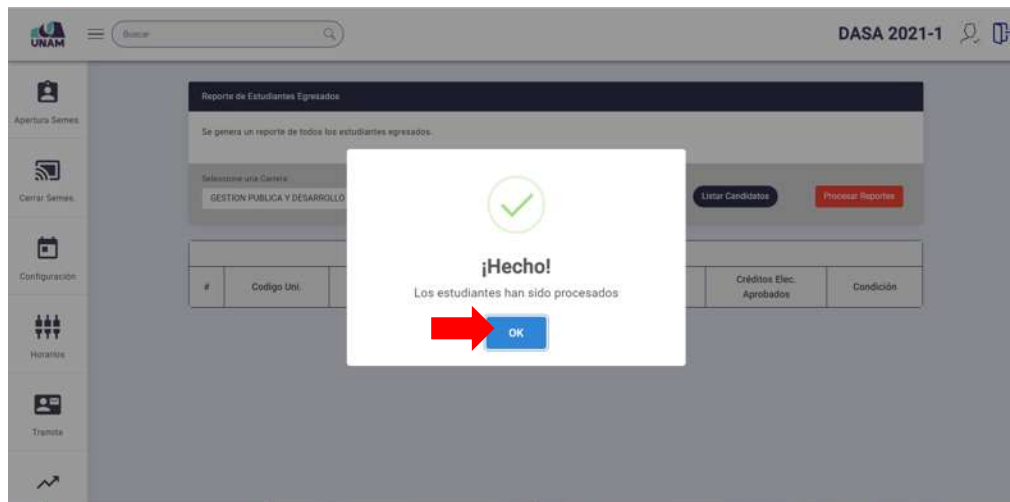 UNAM
Buscar
DASA 2021-1
Apertura Semes.
Cerrar Semes.
Configuración
Horarios
Tramite
Reporte de Estudiantes Egresados
Se genera un reporte de todos los estudiantes egresados.
Seleccione una Carrera:
GESTION PUBLICA Y DESARROLLO
Listar Candidatos
Procesar Reportes
#
Codigo Uni.
Créditos Elec.
Aprobados
Condición
¡Hecho!
Los estudiantes han sido procesados
OK